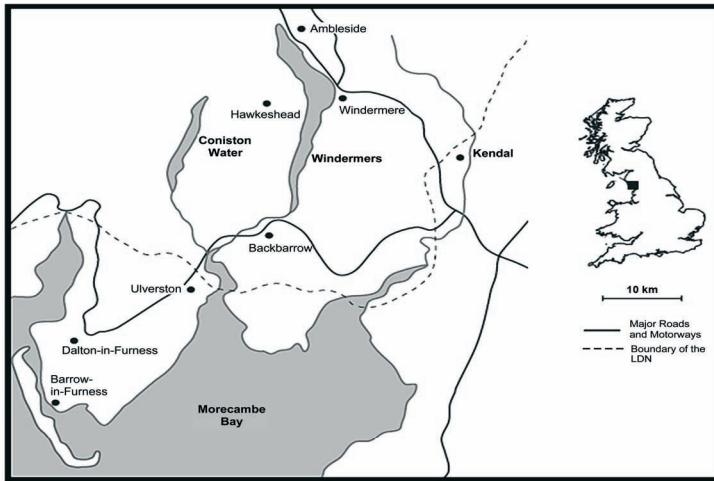 Ambleside
Hawkeshead
Windermere
Coniston
Water
Windermers
Kendal
Backbarrow
Ulverston
Dalton-in-Furness
Barrow-
in-Furness
Morecambe
Bay
10 km
Major Roads
and Motorways
Boundary of the
LDN